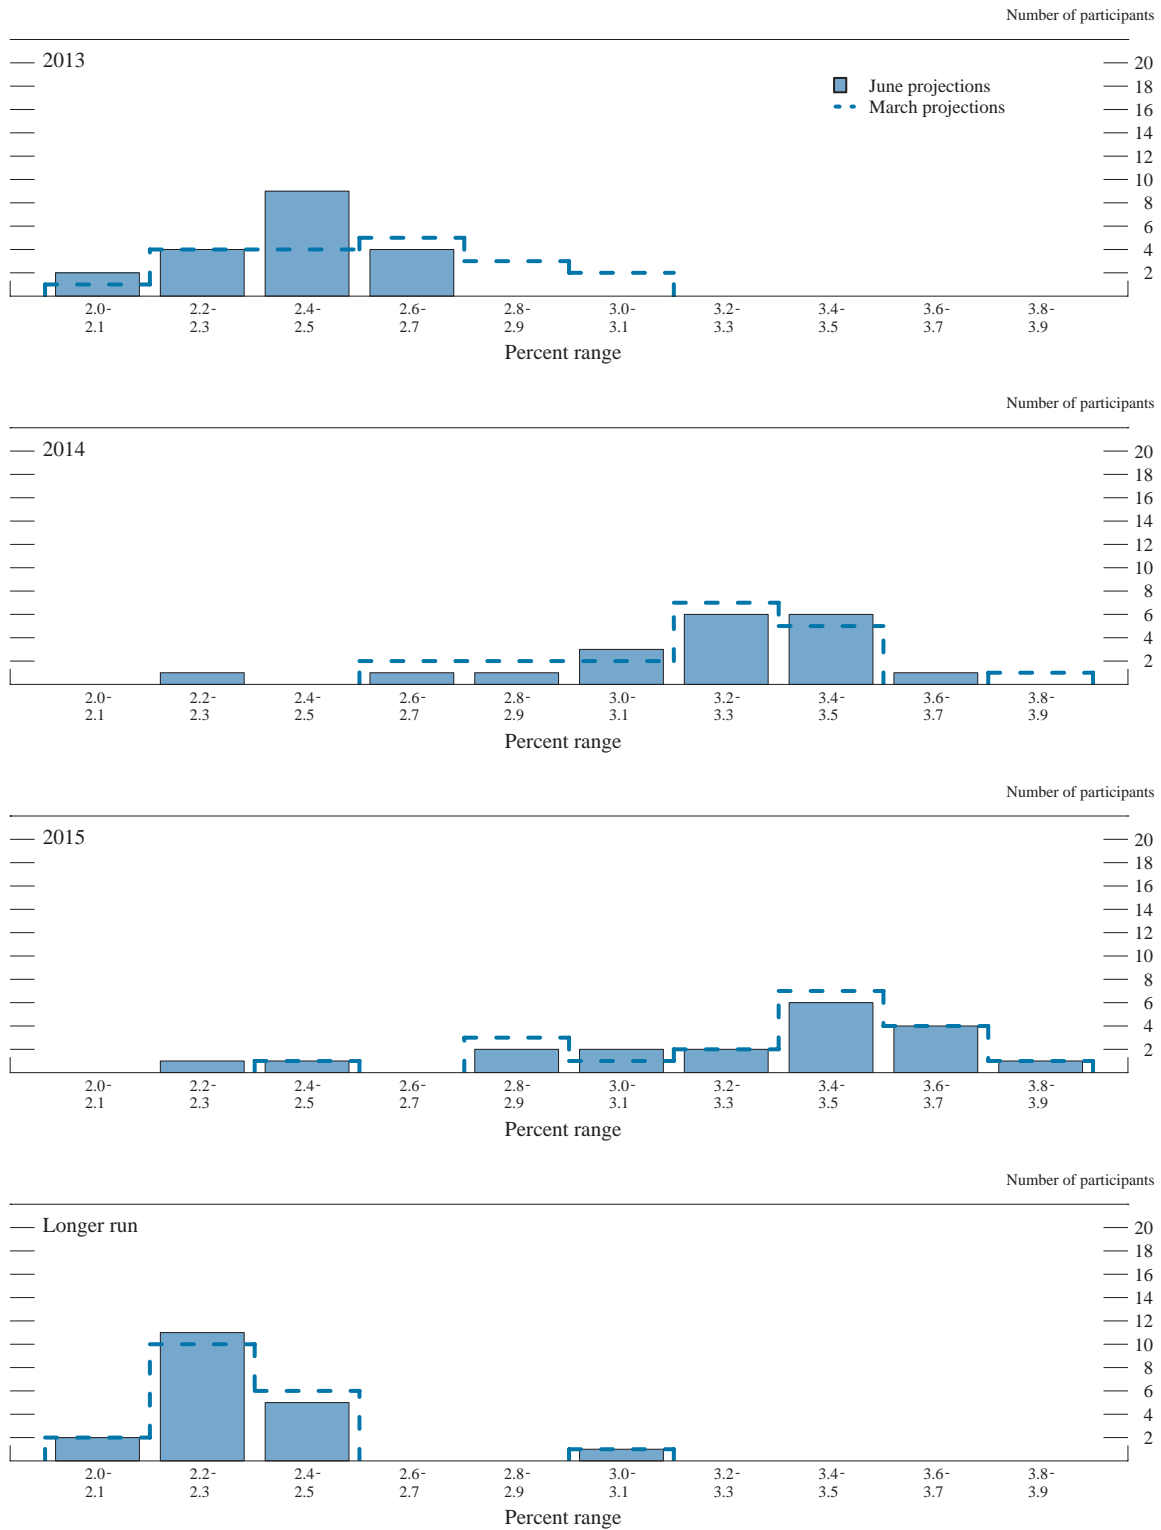 Number of participants
2013
20
18
16
14
12
10
8
6
4
2
June projections
March projections
2.0- 2.2- 2.4- 2.6- 2.8- 3.0- 3.2- 3.4- 3.6- 3.8-
2.1 2.3 2.5 2.7 2.9 3.1 3.3 3.5 3.7 3.9
Percent range
Number of participants
2014
20
18
16
14
12
10
8
6
4
2
2.0- 2.2- 2.4- 2.6- 2.8- 3.0- 3.2- 3.4- 3.6- 3.8-
2.1 2.3 2.5 2.7 2.9 3.1 3.3 3.5 3.7 3.9
Percent range
Number of participants
2015
20
18
16
14
12
10
8
6
4
2
2.0- 2.2- 2.4- 2.6- 2.8- 3.0- 3.2- 3.4- 3.6- 3.8-
2.1 2.3 2.5 2.7 2.9 3.1 3.3 3.5 3.7 3.9
Percent range
Number of participants
Longer run
20
18
16
14
12
10
8
6
4
2
2.0- 2.2- 2.4- 2.6- 2.8- 3.0- 3.2- 3.4- 3.6- 3.8-
2.1 2.3 2.5 2.7 2.9 3.1 3.3 3.5 3.7 3.9
Percent range